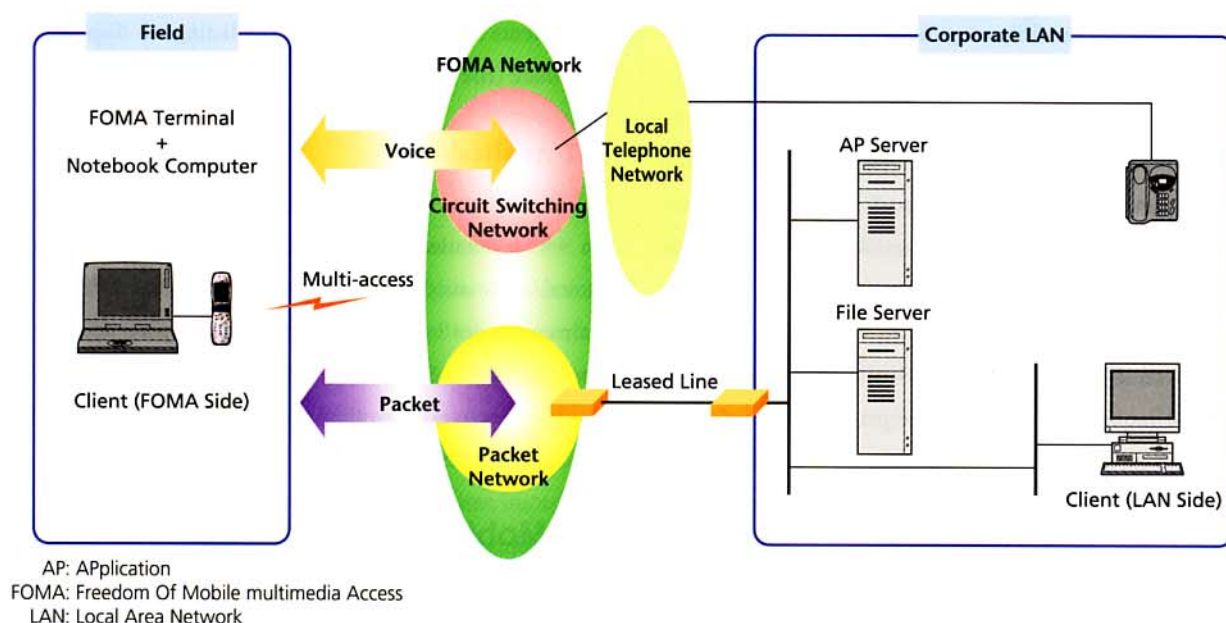 Field
FOMA Terminal
+
Notebook Computer
Client (FOMA Side)
Voice
Multi-access
Packet
FOMA Network
Circuit Switching
Network
Packet
Network
Local
Telephone
Network
Leased Line
Corporate LAN
AP Server
File Server
Client (LAN Side)
AP: APplication
FOMA: Freedom Of Mobile multimedia Access
LAN: Local Area Network